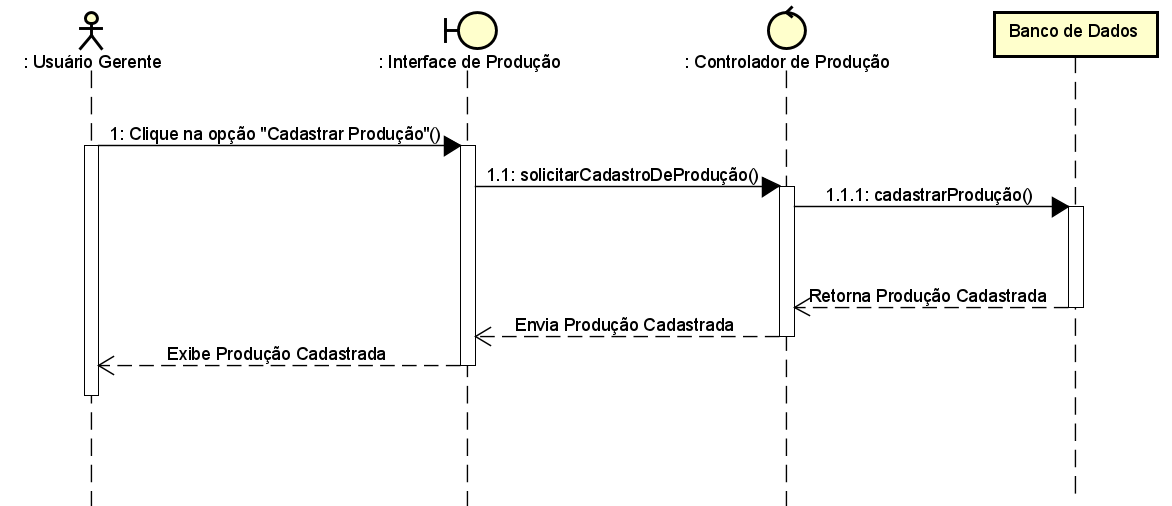 : Usuário Gerente
: Interface de Produção
: Controlador de Produção
Banco de Dados
1: Clique na opção "Cadastrar Produção"()
1.1: solicitarCadastroDeProdução()
1.1.1: cadastrarProdução()
Retorna Produção Cadastrada
Envia Produção Cadastrada
Exibe Produção Cadastrada